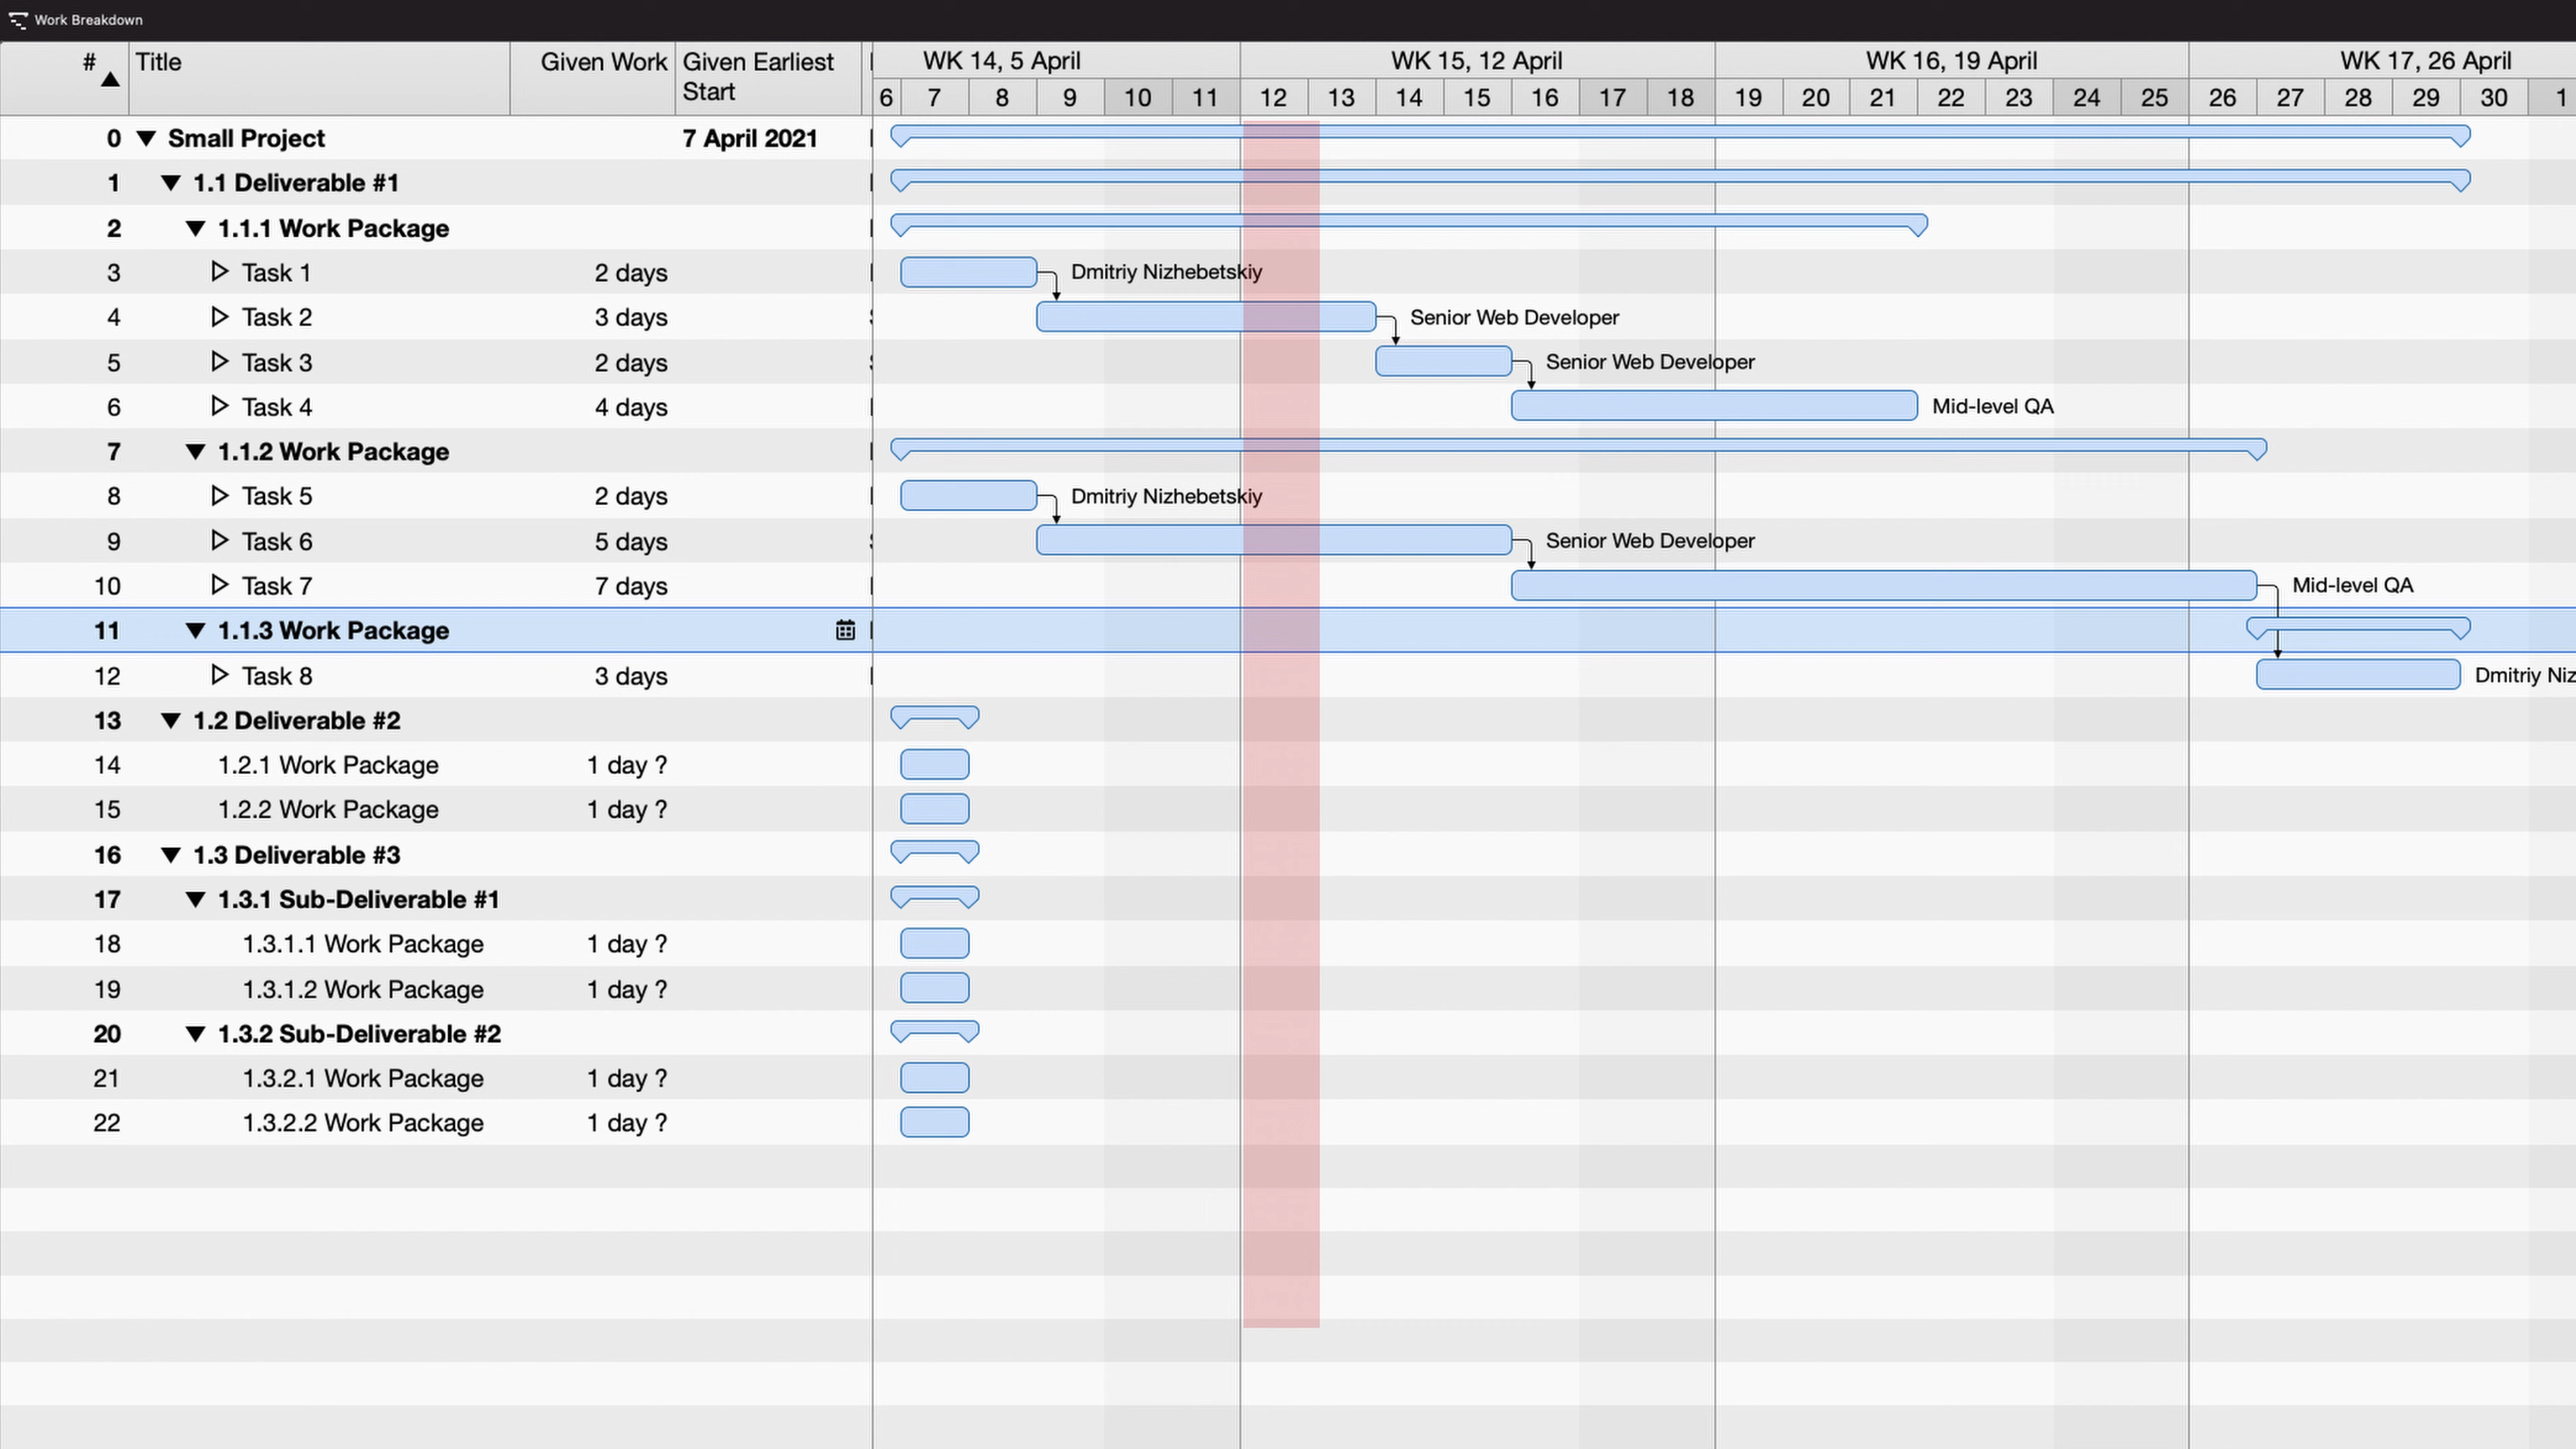 Work Breakdown
# Title Given Work Given Earliest Start
WK 14, 5 April WK 15, 12 April WK 16, 19 April WK 17, 26 April
6 7 8 9 10 11 12 13 14 15 16 17 18 19 20 21 22 23 24 25 26 27 28 29 30 1
0 Small Project 7 April 2021
1 1.1 Deliverable #1
2 1.1.1 Work Package
3 Task 1 2 days Dmitriy Nizhebetskiy
4 Task 2 3 days Senior Web Developer
5 Task 3 2 days Senior Web Developer
6 Task 4 4 days Mid-level QA
7 1.1.2 Work Package
8 Task 5 2 days Dmitriy Nizhebetskiy
9 Task 6 5 days Senior Web Developer
10 Task 7 7 days Mid-level QA
11 1.1.3 Work Package
12 Task 8 3 days Dmitriy Niz
13 1.2 Deliverable #2
14 1.2.1 Work Package 1 day ?
15 1.2.2 Work Package 1 day ?
16 1.3 Deliverable #3
17 1.3.1 Sub-Deliverable #1
18 1.3.1.1 Work Package 1 day ?
19 1.3.1.2 Work Package 1 day ?
20 1.3.2 Sub-Deliverable #2
21 1.3.2.1 Work Package 1 day ?
22 1.3.2.2 Work Package 1 day ?